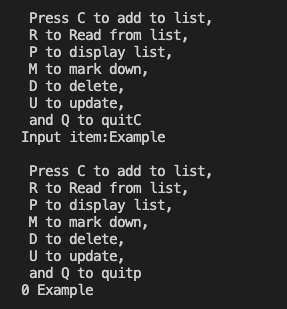 Press C to add to list,
R to Read from list,
P to display list,
M to mark down,
D to delete,
U to update,
and Q to quitC
Input item:Example
Press C to add to list,
R to Read from list,
P to display list,
M to mark down,
D to delete,
U to update,
and Q to quitp
0 Example